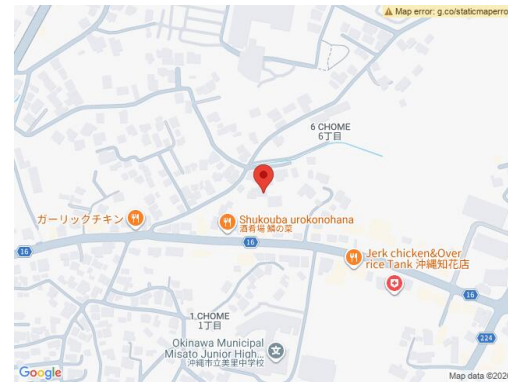 Map error: g.co/staticmaperro
6 CHOME
6丁目
ガーリックチキン
Shukouba urokonohana
酒肴場 鱗の菜
16
16
Jerk chicken&Over
rice Tank 沖縄知花店
16
1 CHOME
1丁目
224
Okinawa Municipal
Misato Junior High...
沖縄市立美里中学校
Google
Map data ©2026